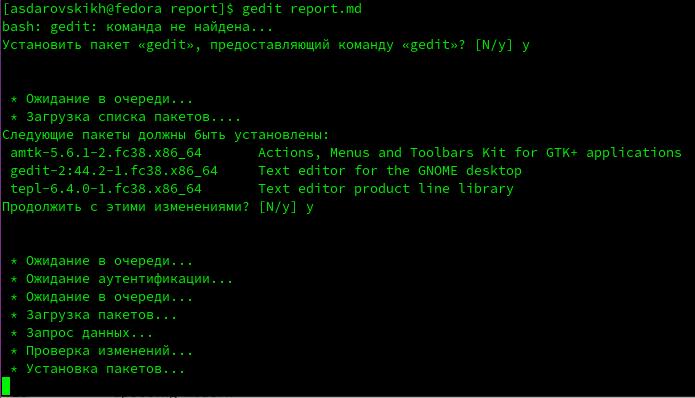 [asdarovskikh@fedora report]$ gedit report.md
bash: gedit: команда не найдена...
Установить пакет «gedit», предоставляющий команду «gedit»? [N/y] y
* Ожидание в очереди...
* Загрузка списка пакетов....
Следующие пакеты должны быть установлены:
amtk-5.6.1-2.fc38.x86_64 Actions, Menus and Toolbars Kit for GTK+ applications
gedit-2:44.2-1.fc38.x86_64 Text editor for the GNOME desktop
tepl-6.4.0-1.fc38.x86_64 Text editor product line library
Продолжить с этими изменениями? [N/y] y
* Ожидание в очереди...
* Ожидание аутентификации...
* Ожидание в очереди...
* Загрузка пакетов...
* Запрос данных...
* Проверка изменений...
* Установка пакетов...